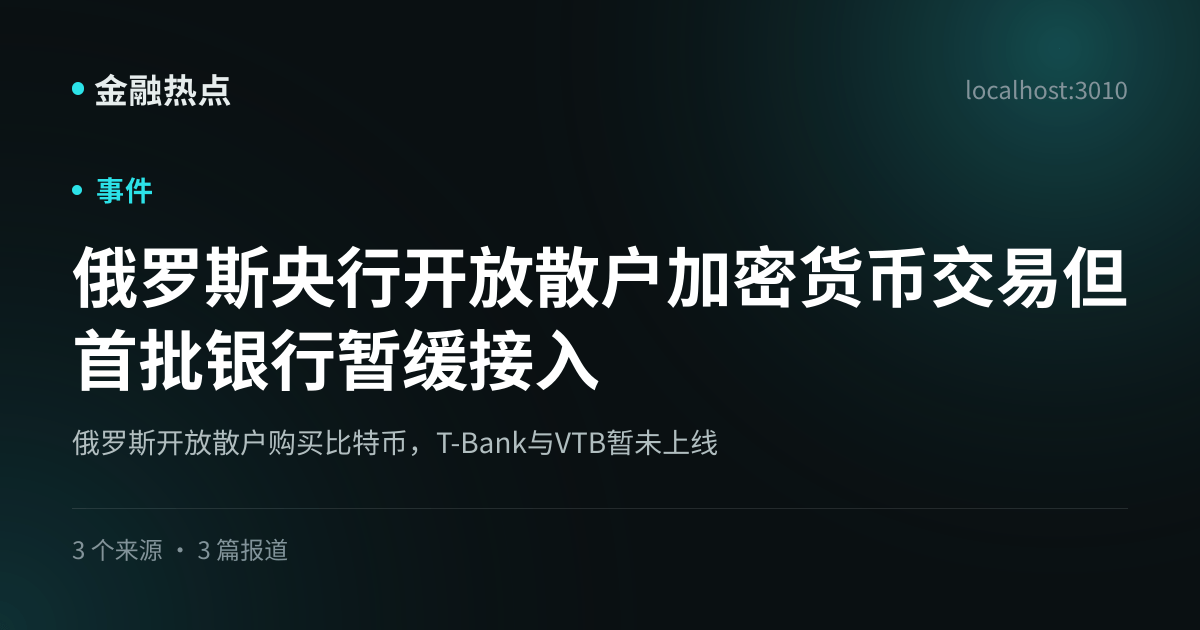 金融热点
localhost:3010
事件
俄罗斯央行开放散户加密货币交易但
首批银行暂缓接入
俄罗斯开放散户购买比特币，T-Bank与VTB暂未上线
3 个来源 · 3 篇报道